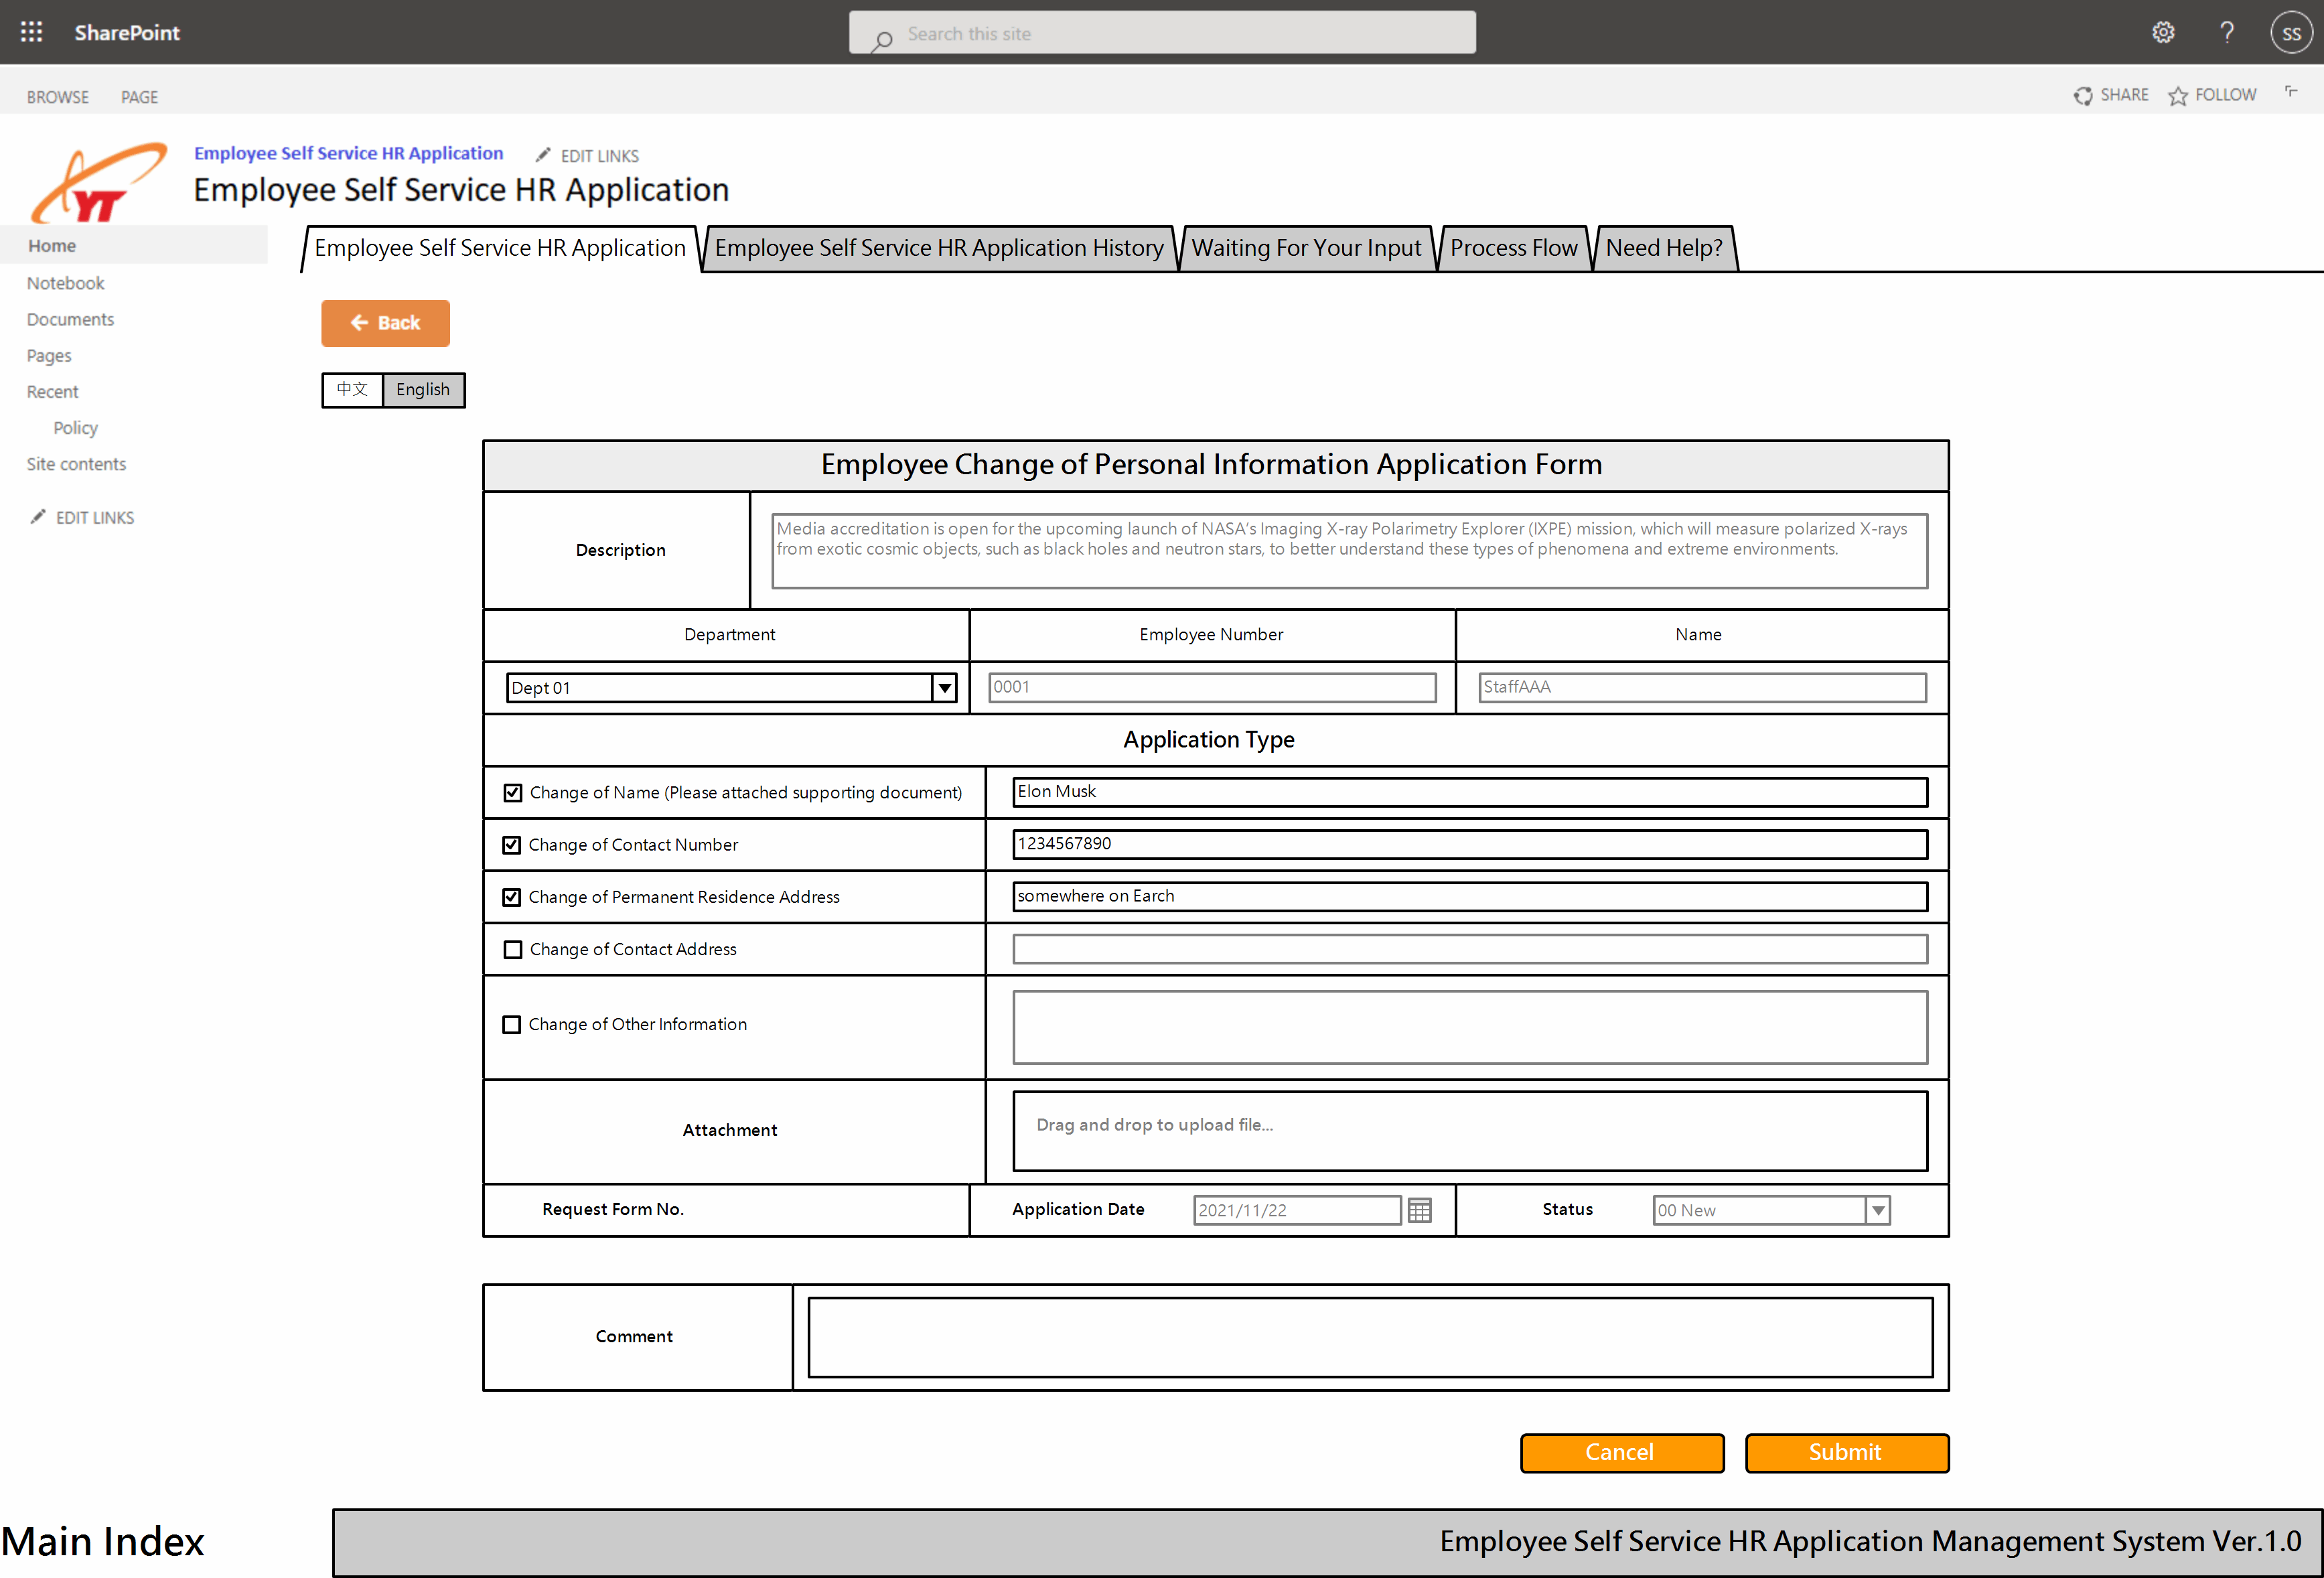 SharePoint
Search this site
SS
BROWSE PAGE
SHARE FOLLOW
YT
Employee Self Service HR Application EDIT LINKS
Employee Self Service HR Application
Home
Notebook
Documents
Pages
Recent
Policy
Site contents
EDIT LINKS
Employee Self Service HR Application Employee Self Service HR Application History Waiting For Your Input Process Flow Need Help?
Back
中文 English
Employee Change of Personal Information Application Form
Description
Media accreditation is open for the upcoming launch of NASA's Imaging X-ray Polarimetry Explorer (IXPE) mission, which will measure polarized X-rays
from exotic cosmic objects, such as black holes and neutron stars, to better understand these types of phenomena and extreme environments.
Department Employee Number Name
Dept 01 0001 StaffAAA
Application Type
Change of Name (Please attached supporting document) Elon Musk
Change of Contact Number 1234567890
Change of Permanent Residence Address somewhere on Earch
Change of Contact Address
Change of Other Information
Attachment Drag and drop to upload file...
Request Form No. Application Date 2021/11/22 Status 00 New
Comment
Cancel Submit
Main Index Employee Self Service HR Application Management System Ver.1.0